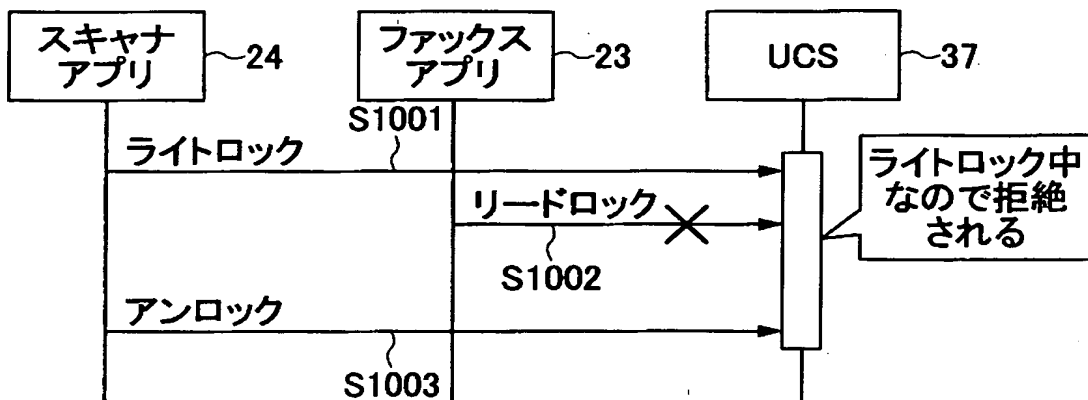 スキャナ
アプリ
24
ファックス
アプリ
23
UCS
37
S1001
ライトロック
リードロック
S1002
ライトロック中
なので拒絶
される
アンロック
S1003